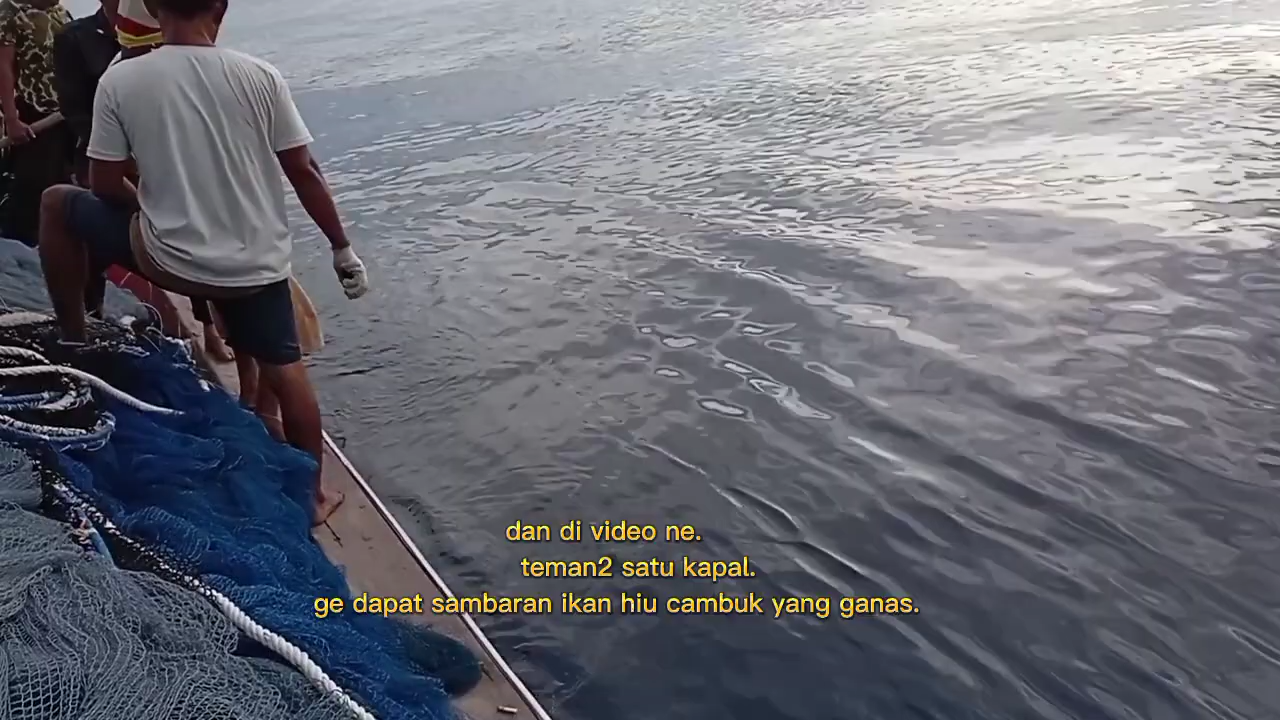 dan di video ne.
teman2 satu kapal.
ge dapat sambaran ikan hiu cambuk yang ganas.